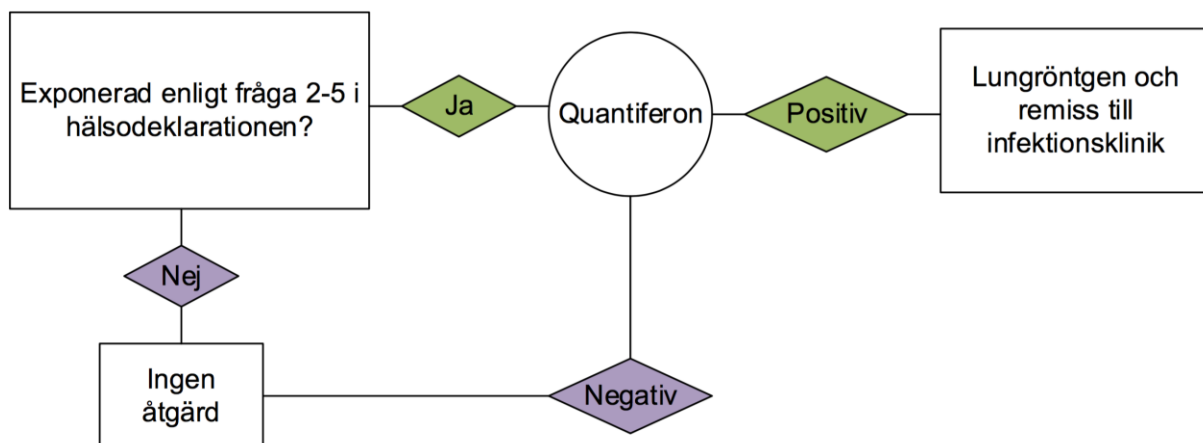 Exponerad enligt fråga 2-5 i
hälsodeklarationen?
Ja
Quantiferon
Positiv
Lungröntgen och
remiss till
infektionsklinik
Nej
Ingen
åtgärd
Negativ